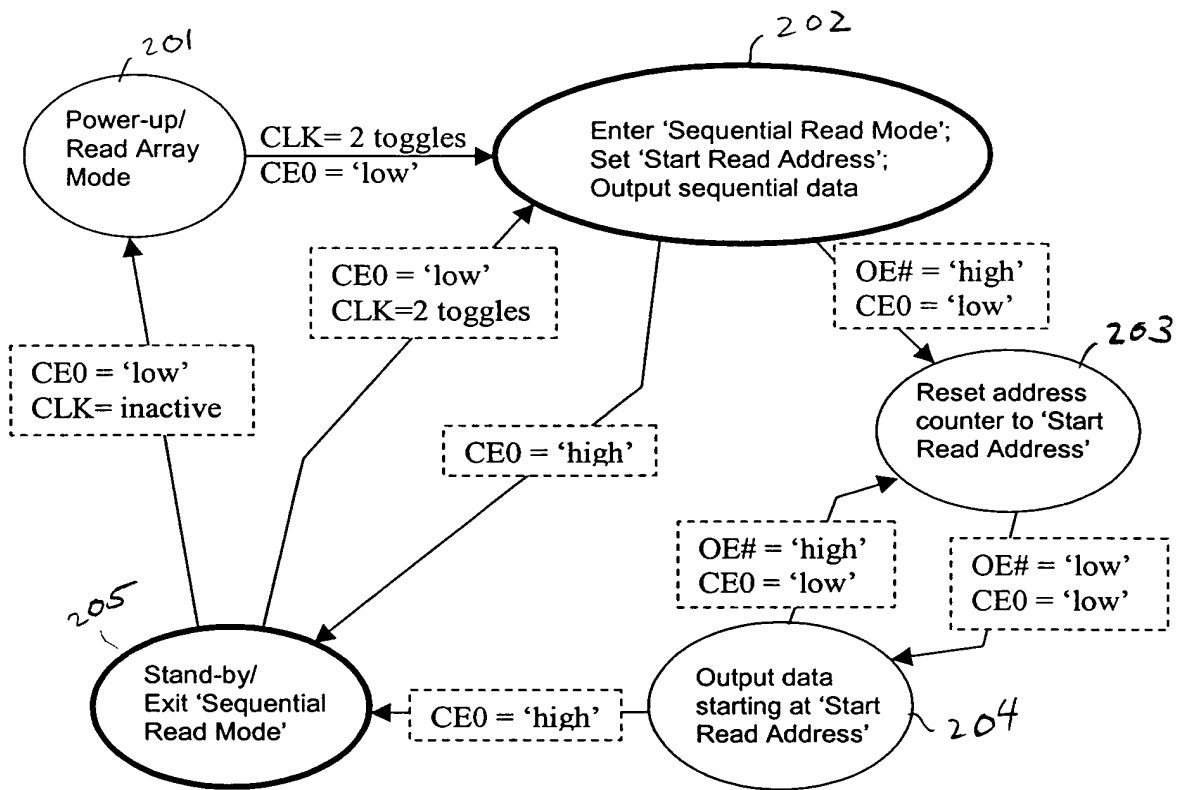 201
Power-up/
Read Array
Mode
CLK= 2 toggles
CE0 = ‘low’
202
Enter ‘Sequential Read Mode’;
Set ‘Start Read Address’;
Output sequential data
CE0 = ‘low’
CLK=2 toggles
OE# = ‘high’
CE0 = ‘low’
203
Reset address
counter to ‘Start
Read Address’
CE0 = ‘low’
CLK= inactive
CE0 = ‘high’
OE# = ‘high’
CE0 = ‘low’
OE# = ‘low’
CE0 = ‘low’
205
Stand-by/
Exit ‘Sequential
Read Mode’
CE0 = ‘high’
Output data
starting at ‘Start
Read Address’
204